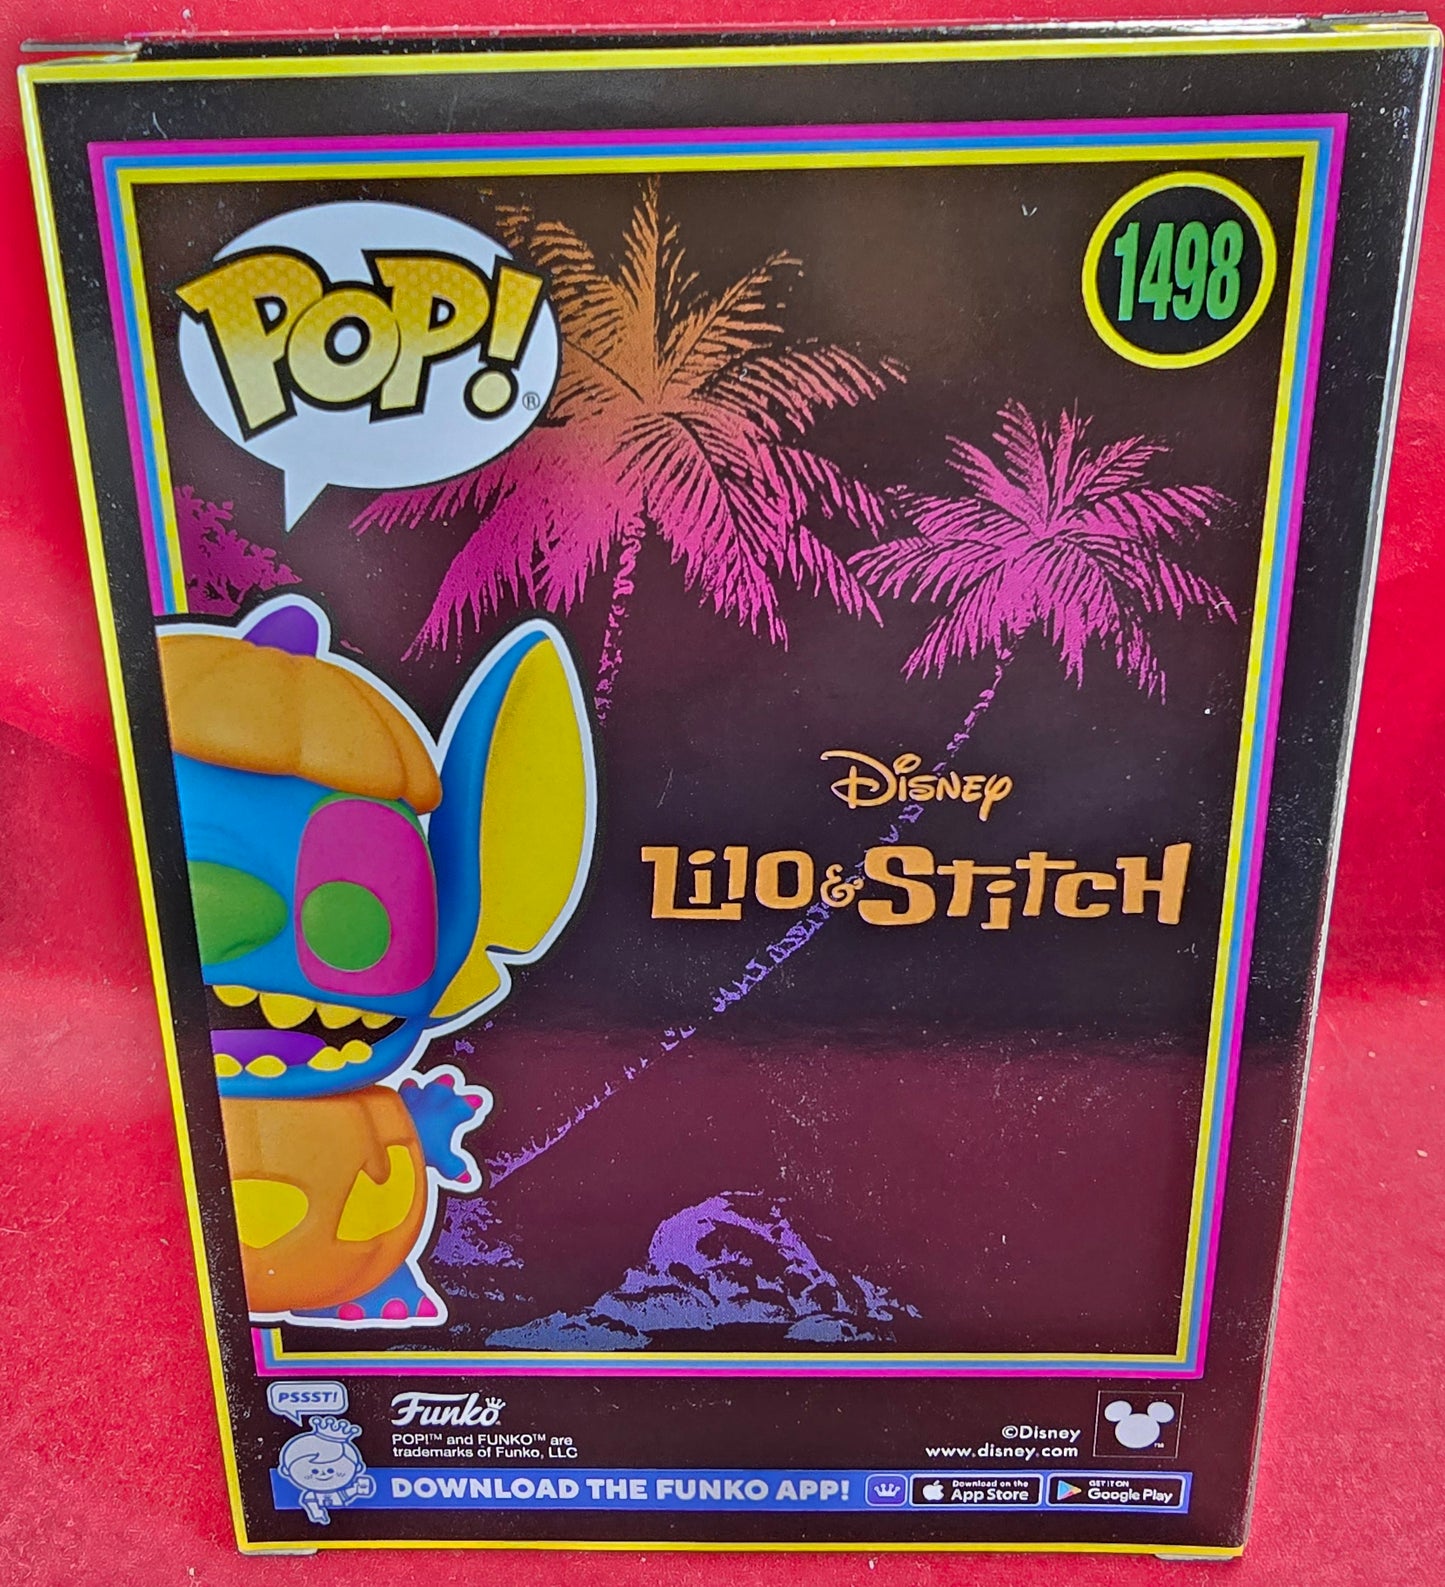 POP!®
1498
Disney
Lilo & Stitch
PSSST!
Funko
POP!™ and FUNKO™ are
trademarks of Funko, LLC
©Disney
www.disney.com
DOWNLOAD THE FUNKO APP!
Download on the
App Store
GET IT ON
Google Play